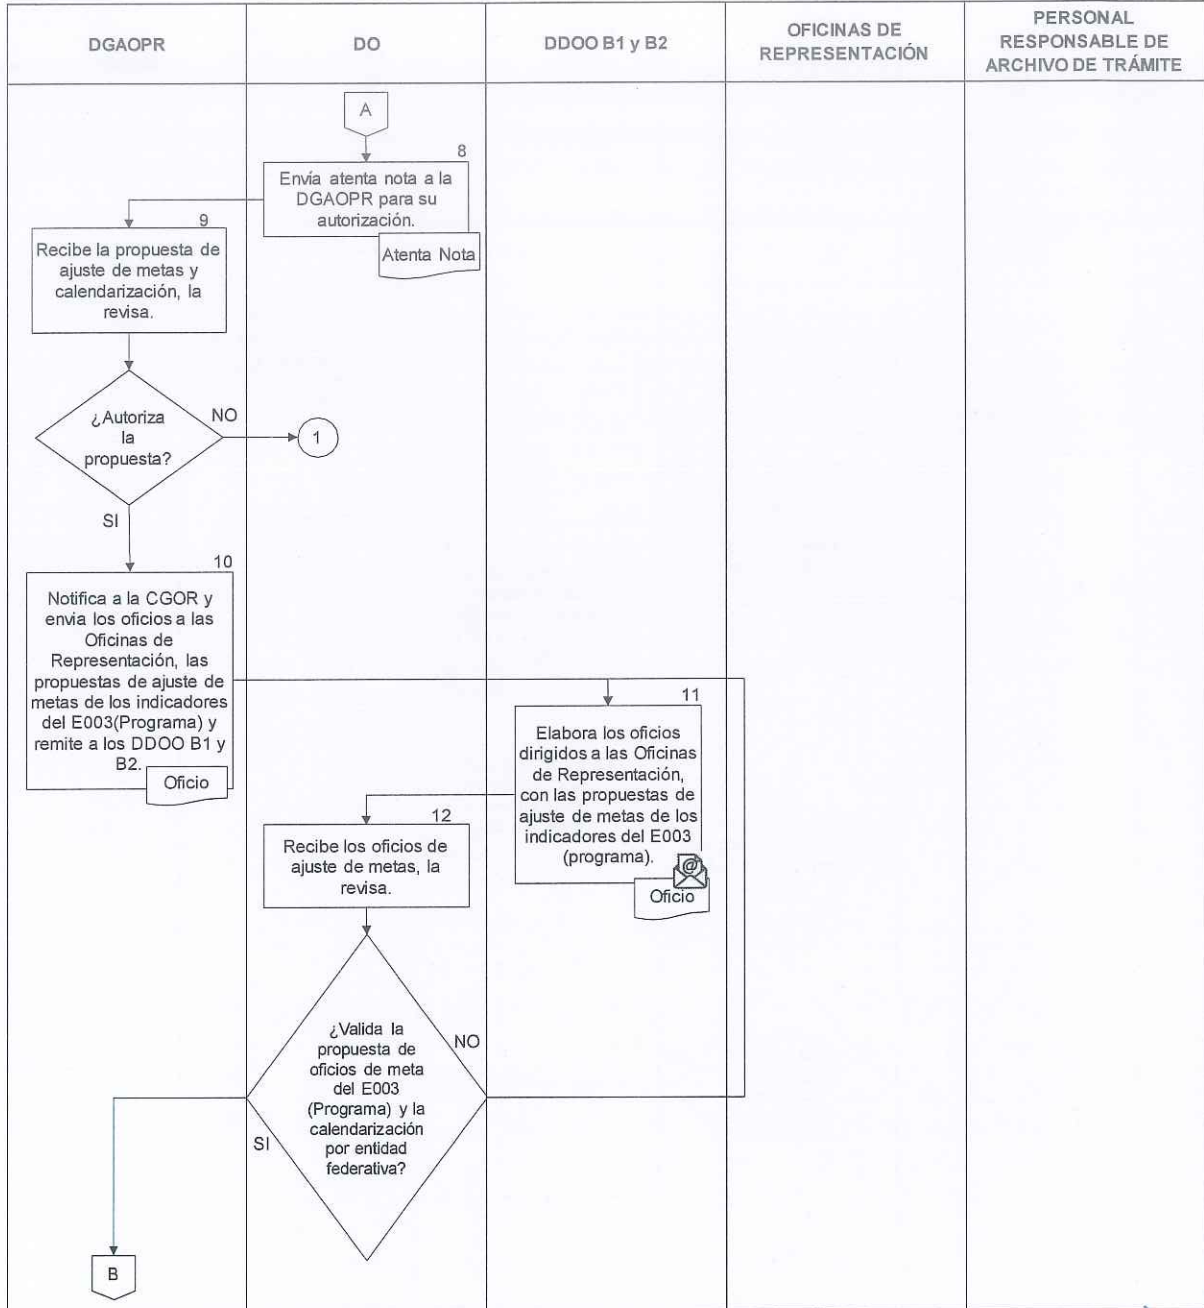 DGAOPR
DO
DDOO B1 y B2
OFICINAS DE
REPRESENTACIÓN
PERSONAL
RESPONSABLE DE
ARCHIVO DE TRÁMITE
A
8
Envía atenta nota a la
DGAOPR para su
autorización.
Atenta Nota
9
Recibe la propuesta de
ajuste de metas y
calendarización, la
revisa.
¿Autoriza
la
propuesta?
NO
1
SI
10
Notifica a la CGOR y
envia los oficios a las
Oficinas de
Representación, las
propuestas de ajuste de
metas de los indicadores
del E003(Programa) y
remite a los DDOO B1 y
B2.
Oficio
11
Elabora los oficios
dirigidos a las Oficinas
de Representación,
con las propuestas de
ajuste de metas de los
indicadores del E003
(programa).
@
Oficio
12
Recibe los oficios de
ajuste de metas, la
revisa.
¿Valida la
propuesta de
oficios de meta
del E003
(Programa) y la
calendarización
por entidad
federativa?
NO
SI
B